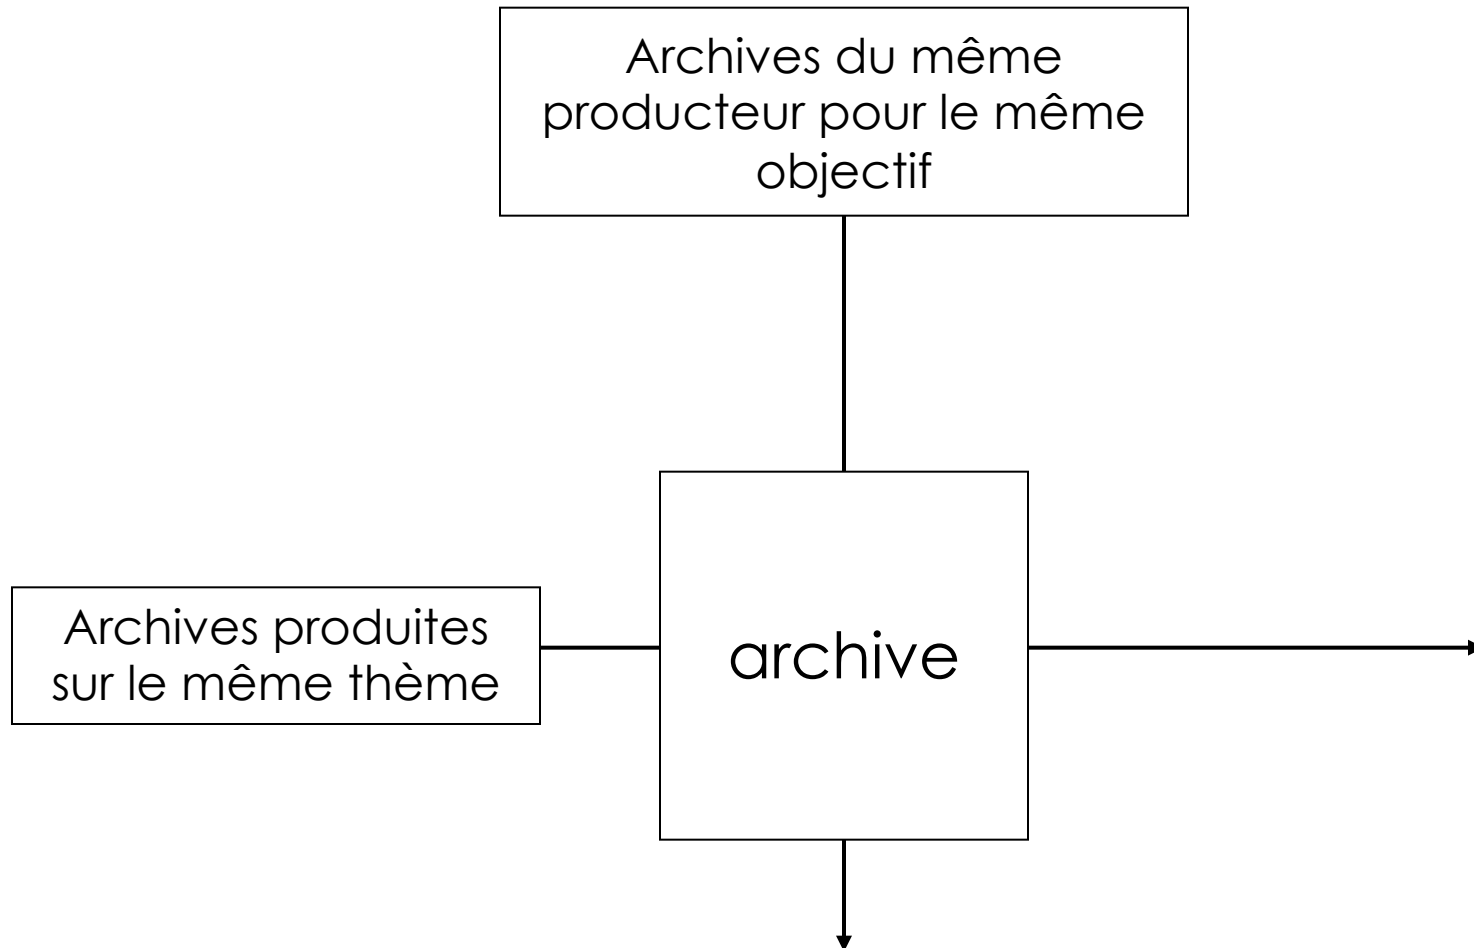 Archives du même
producteur pour le même
objectif
Archives produites
sur le même thème
archive